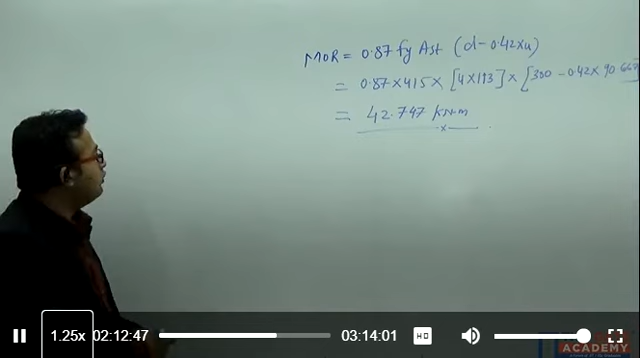 MOR = 0.87 fy Ast (d-0.42xu)
= 0.87×415× [4×113]× [300 -0.42× 90.66
= 42.747 kN-m
1.25x 02:12:47 03:14:01 HD
ACADEMY